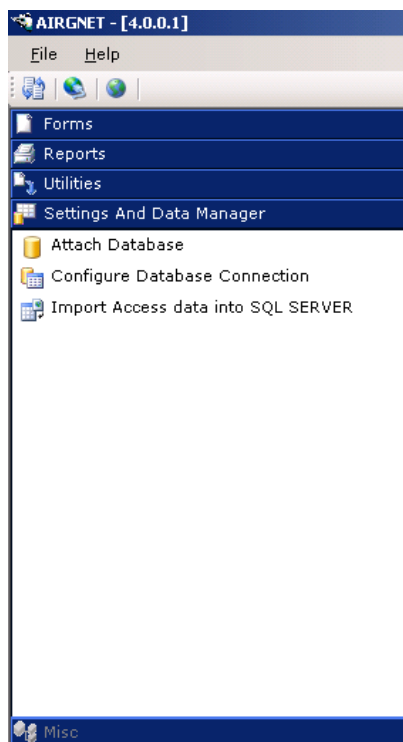 AIRGNET - [4.0.0.1]
File Help
Forms
Reports
Utilities
Settings And Data Manager
Attach Database
Configure Database Connection
Import Access data into SQL SERVER
Misc